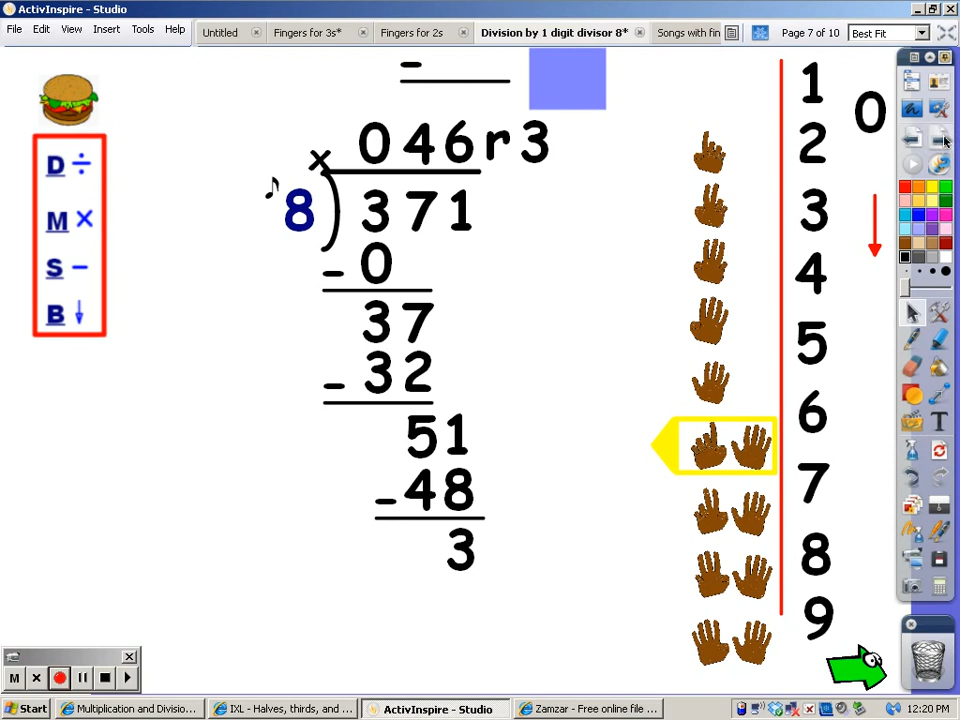 ActivInspire - Studio
File Edit View Insert Tools Help
Untitled Fingers for 3s* Fingers for 2s Division by 1 digit divisor 8* Songs with fin Page 7 of 10 Best Fit
-
× 046 r 3
8 ) 371
- 0
37
- 32
51
- 48
3
D ÷
M ×
S -
B
1
2
3
4
5
6
7
8
9
0
T
M
Start Multiplication and Divisio... IXL - Halves, thirds, and ... ActivInspire - Studio Zamzar - Free online file ... 12:20 PM